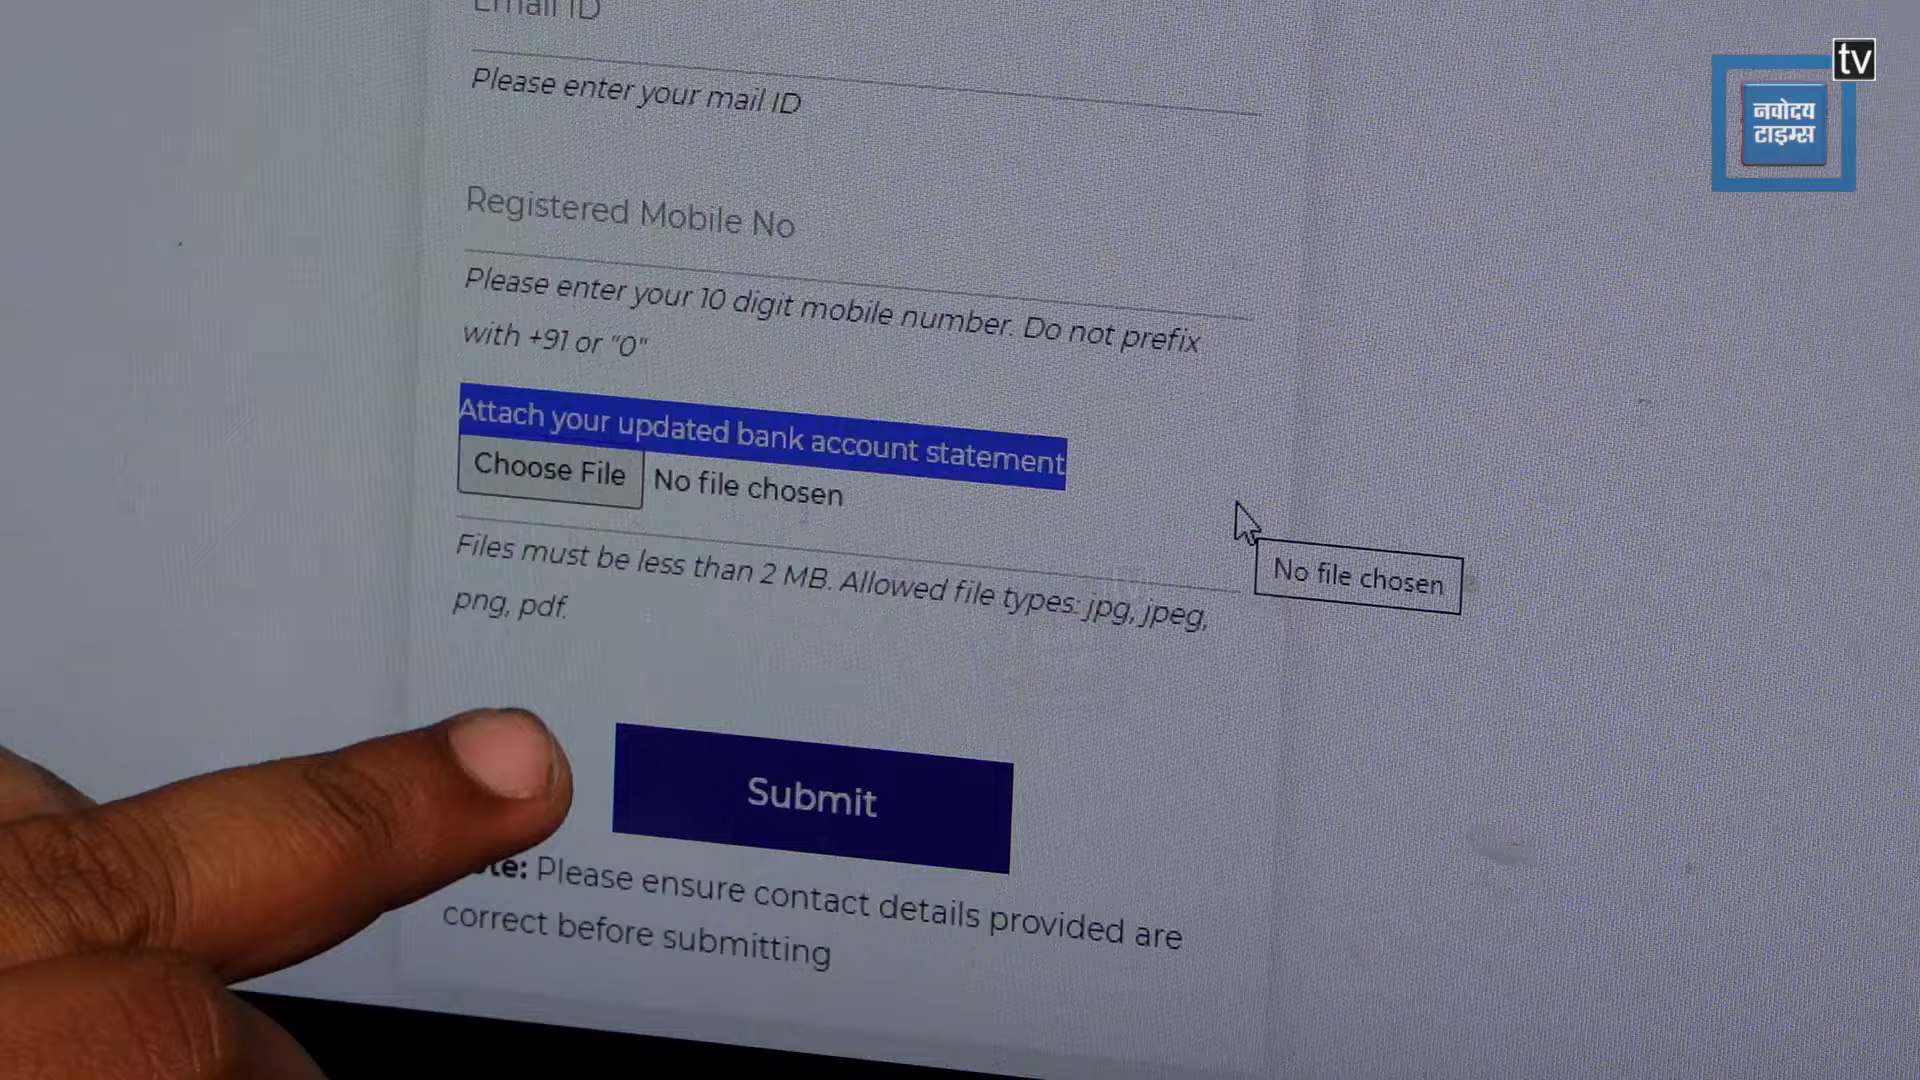 Email ID
Please enter your mail ID
Registered Mobile No
Please enter your 10 digit mobile number. Do not prefix
with +91 or "0"
Attach your updated bank account statement
Choose File No file chosen
No file chosen
Files must be less than 2 MB. Allowed file types: jpg, jpeg,
png, pdf.
Submit
Please ensure contact details provided are
correct before submitting
tv
नवोदय
टाइम्स